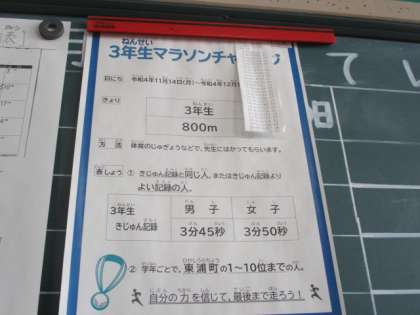 3年生マラソンチャ
日にち 令和4年11月14日(月)~令和4年12月1
きょり
3年生
800m
方法 体育のじゅぎょうなどで、先生にはかってもらいます。
表しょう ① きじゅん記録と同じ人、またはきじゅん記録より
よい記録の人。
3年生 男子 女子
きじゅん記録 3分45秒 3分50秒
② 学年ごとで、東浦町の1~10位までの人。
自分の力を信じて、最後まで走ろう!
てい